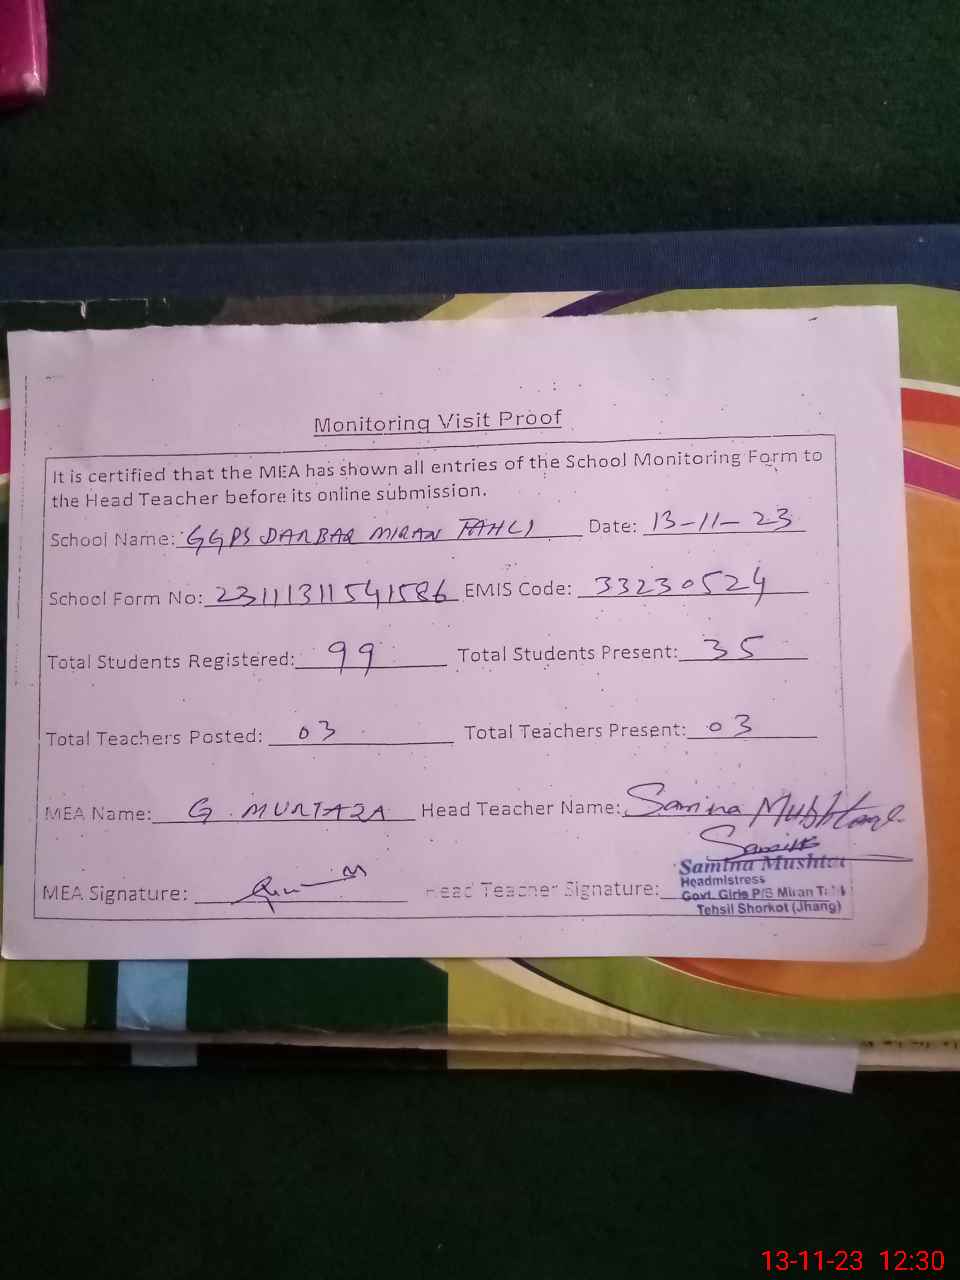 Monitoring Visit Proof
It is certified that the MEA has shown all entries of the School Monitoring Form to
the Head Teacher before its online submission.
School Name: GGPS DARBAR MIRAN TAHLI Date: 13-11-23
School Form No: 23111311541586 EMIS Code: 33230524
Total Students Registered: 99 Total Students Present: 35
Total Teachers Posted: 03 Total Teachers Present: 03
MEA Name: G. MURTAZA Head Teacher Name: Samina
Samina
MEA Signature: Head Teacher Signature:
Samina
Headmistress
Govt. Girls P/S Miran
Tehsil Shorkot (Jhang)
13-11-23 12:30